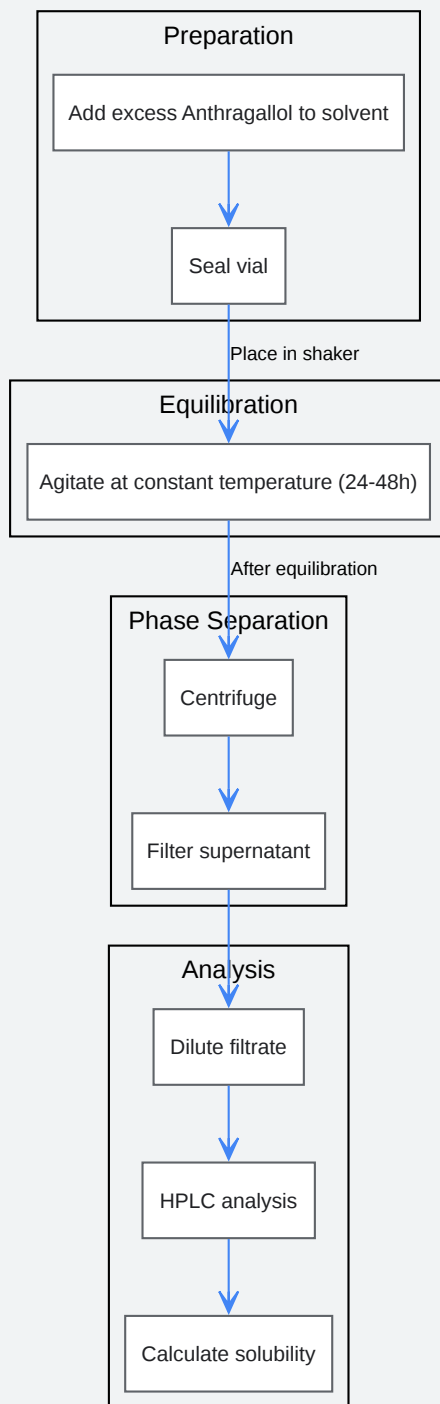 Preparation
Add excess Anthragallol to solvent
Seal vial
Place in shaker
Equilibration
Agitate at constant temperature (24-48h)
After equilibration
Phase Separation
Centrifuge
Filter supernatant
Analysis
Dilute filtrate
HPLC analysis
Calculate solubility